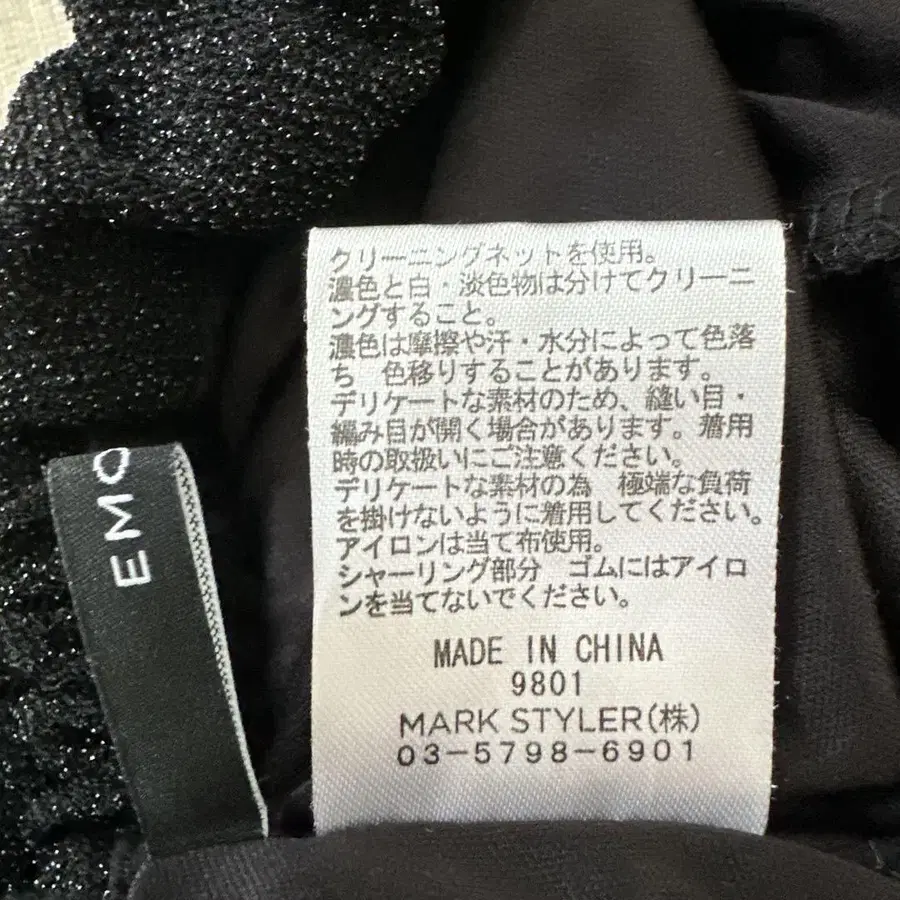 クリーニングネットを使用。
濃色と白・淡色物は分けてクリーニ
ングすること。
濃色は摩擦や汗・水分によって色落
ち　色移りすることがあります。
デリケートな素材のため、縫い目・
編み目が開く場合があります。着用
時の取扱いにご注意ください。
デリケートな素材の為　極端な負荷
を掛けないように着用してください。
アイロンは当て布使用。
シャーリング部分　ゴムにはアイロ
ンを当てないでください。
MADE IN CHINA
9801
MARK STYLER(株)
03-5798-6901
EMO